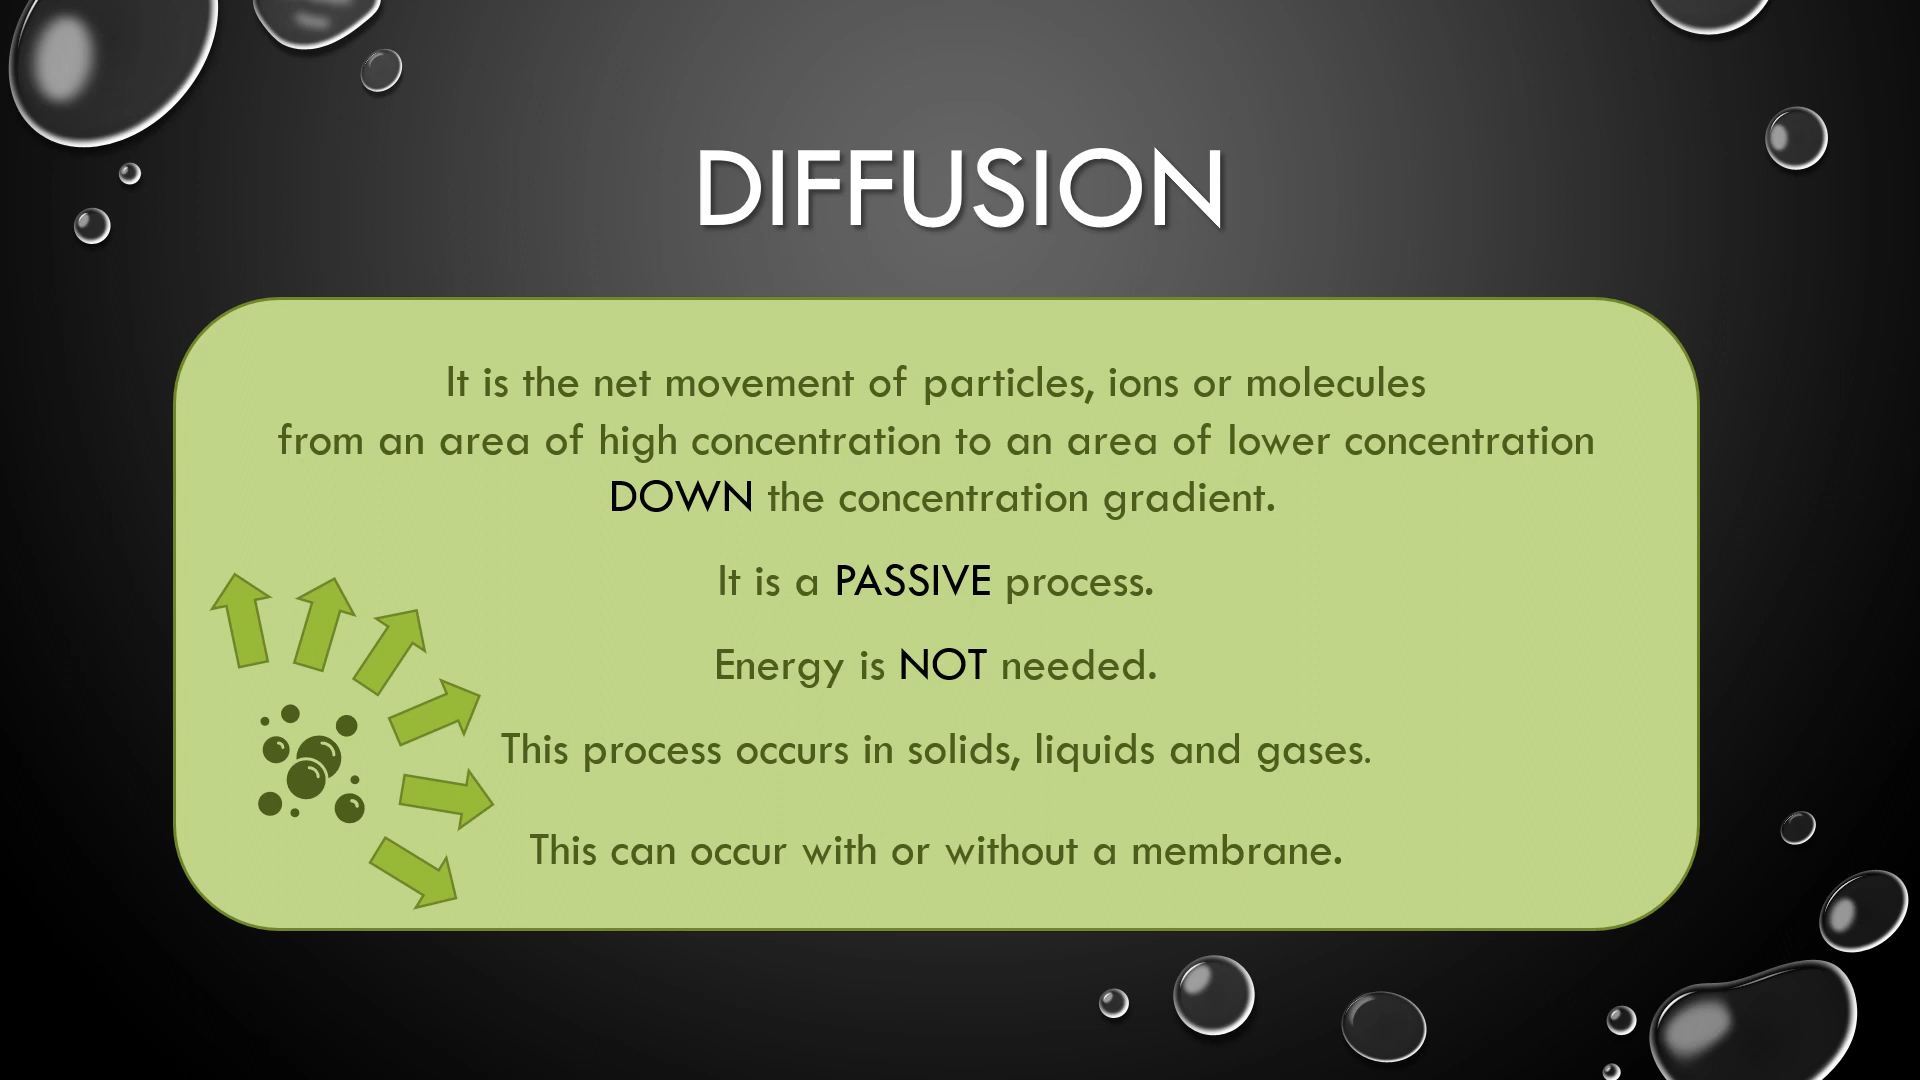 DIFFUSION
It is the net movement of particles, ions or molecules
from an area of high concentration to an area of lower concentration
DOWN the concentration gradient.
It is a PASSIVE process.
Energy is NOT needed.
This process occurs in solids, liquids and gases.
This can occur with or without a membrane.